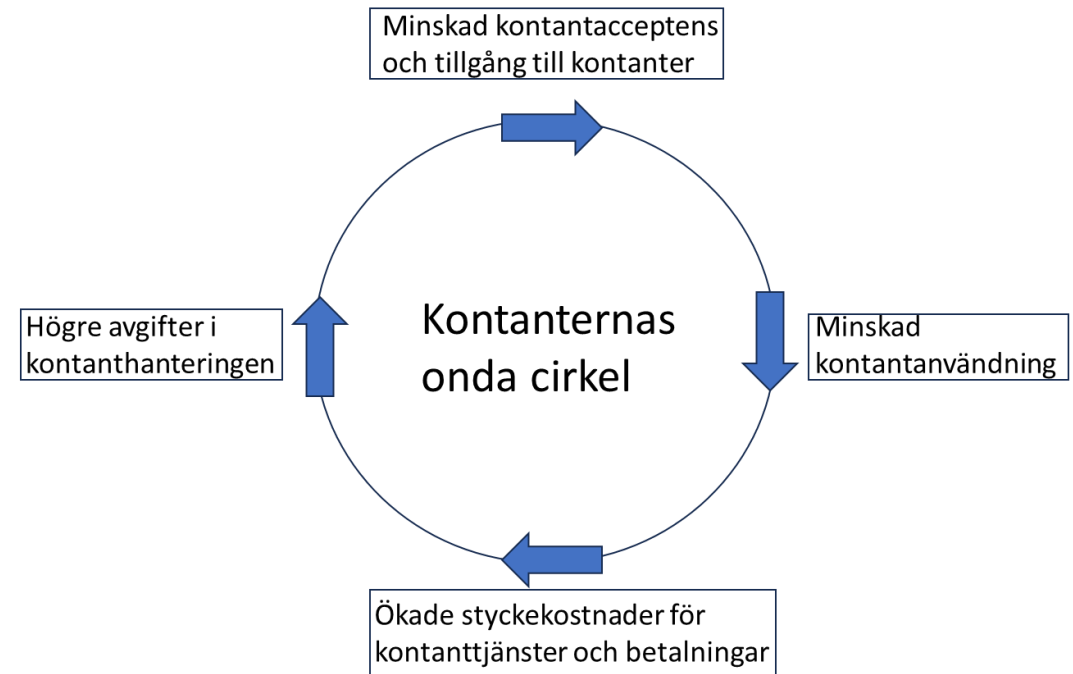 Minskad kontantacceptens
och tillgång till kontanter
Högre avgifter i
kontanthanteringen
Kontanternas
onda cirkel
Minskad
kontantanvändning
Ökade styckekostnader för
kontanttjänster och betalningar